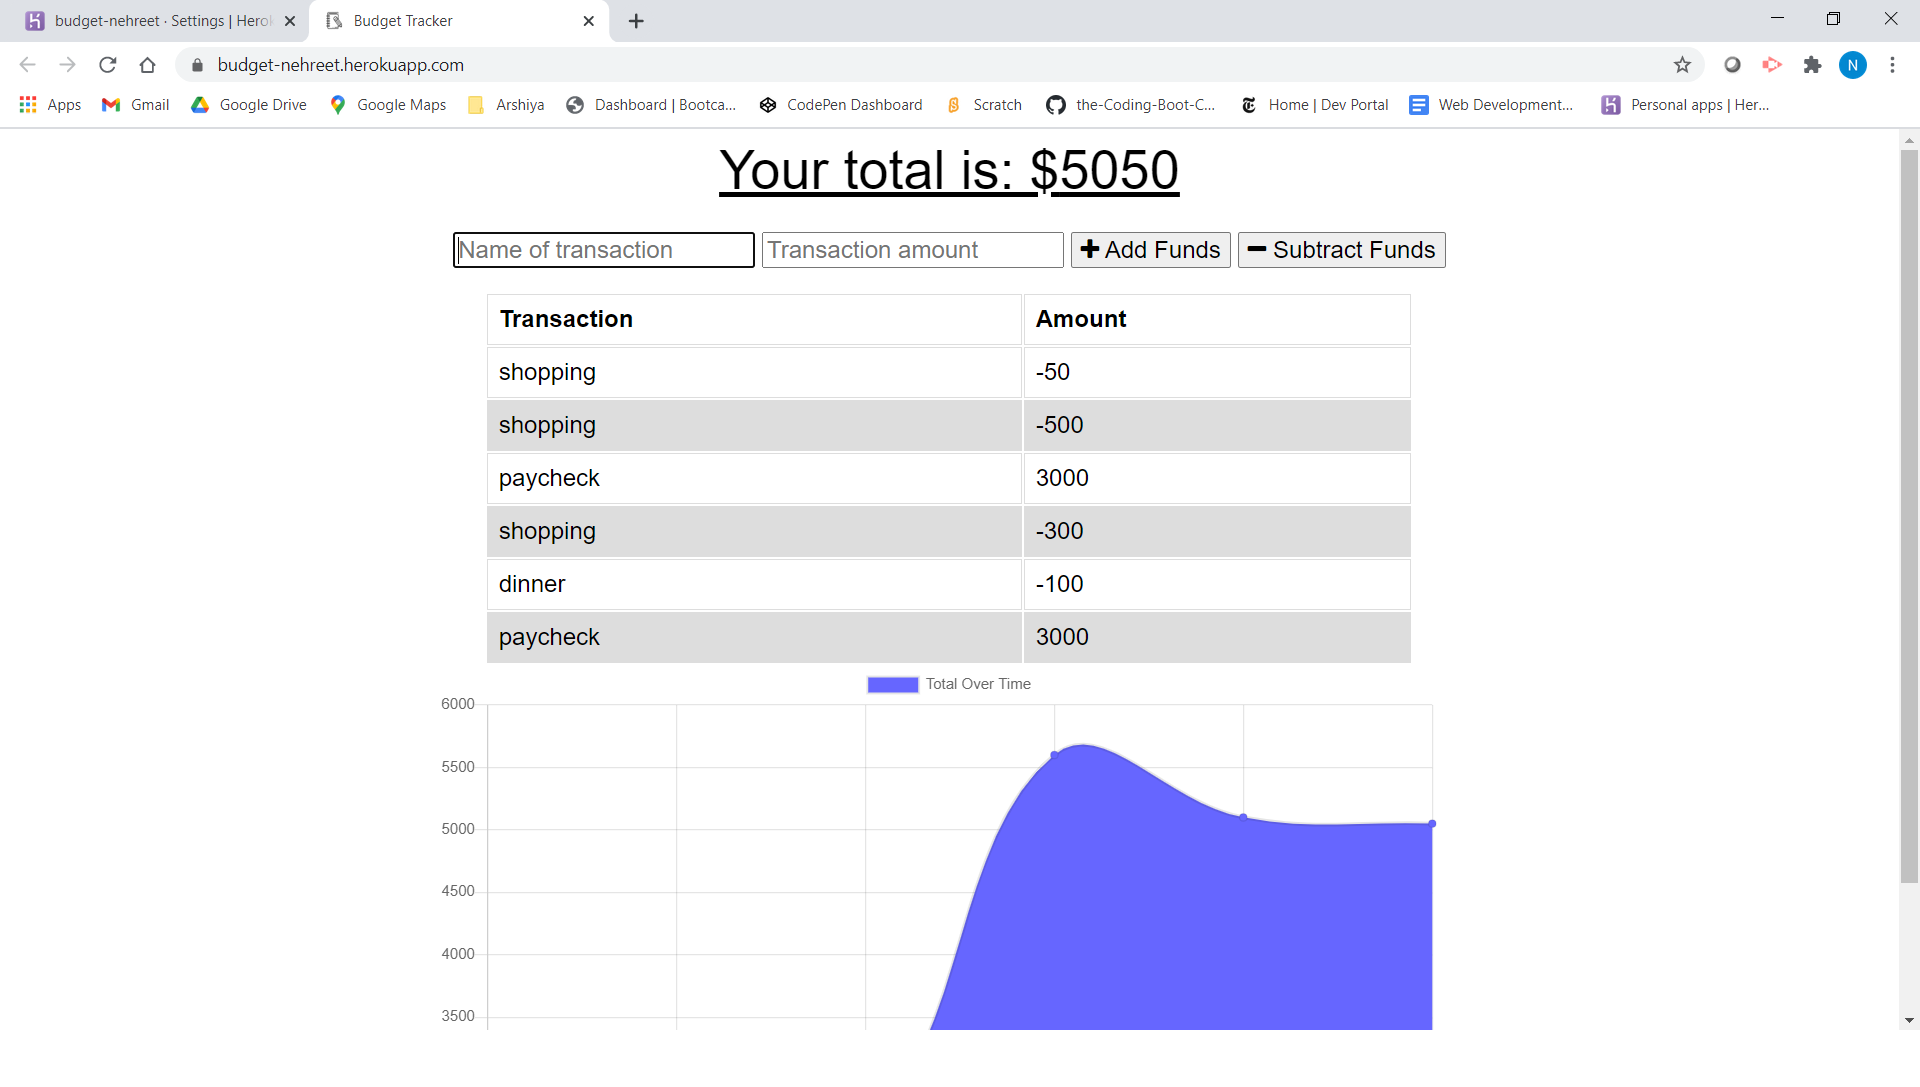 budget-nehreet · Settings | Herok
Budget Tracker
budget-nehreet.herokuapp.com
N
Apps
Gmail
Google Drive
Google Maps
Arshiya
Dashboard | Bootca...
CodePen Dashboard
Scratch
the-Coding-Boot-C...
Home | Dev Portal
Web Development...
Personal apps | Her...
Your total is: $5050
Name of transaction
Transaction amount
Add Funds
Subtract Funds
Transaction Amount
shopping -50
shopping -500
paycheck 3000
shopping -300
dinner -100
paycheck 3000
Total Over Time
6000
5500
5000
4500
4000
3500